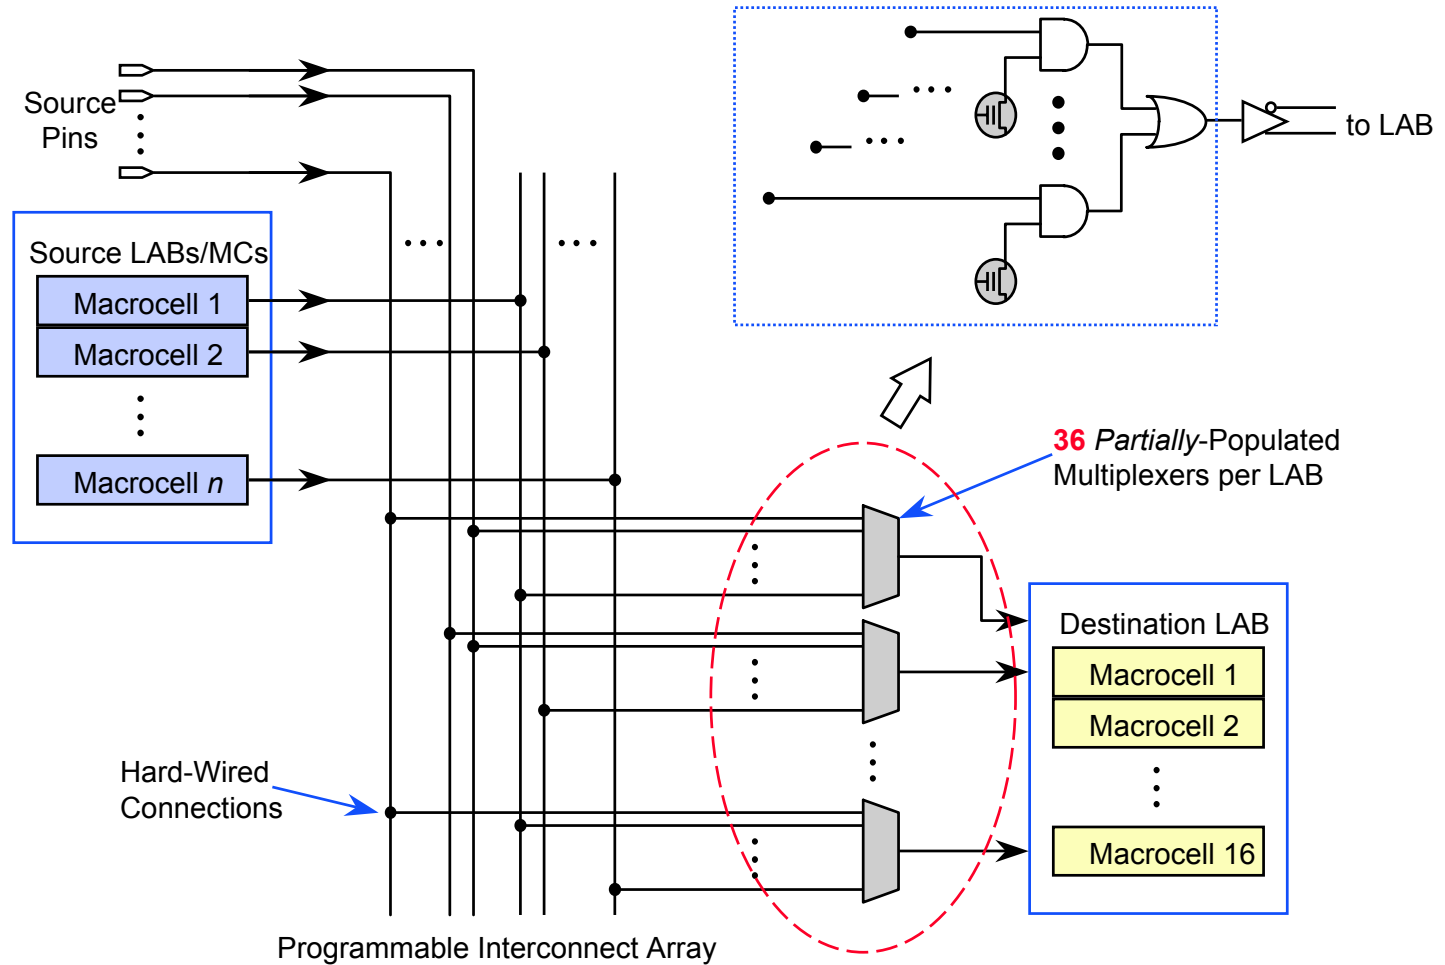 Source
Pins
to LAB
Source LABs/MCs
Macrocell 1
Macrocell 2
Macrocell n
36 Partially-Populated
Multiplexers per LAB
Destination LAB
Macrocell 1
Macrocell 2
Macrocell 16
Hard-Wired
Connections
Programmable Interconnect Array